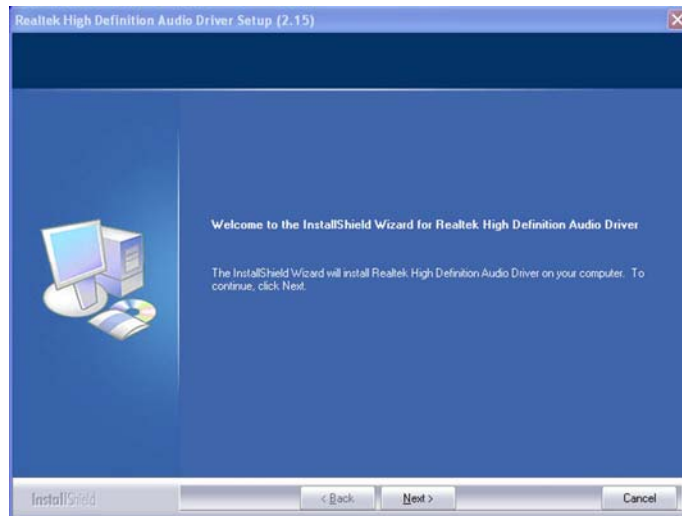 Realtek High Definition Audio Driver Setup (2.15)
Welcome to the InstallShield Wizard for Realtek High Definition Audio Driver
The InstallShield Wizard will install Realtek High Definition Audio Driver on your computer. To
continue, click Next.
InstallShield
< Back
Next >
Cancel